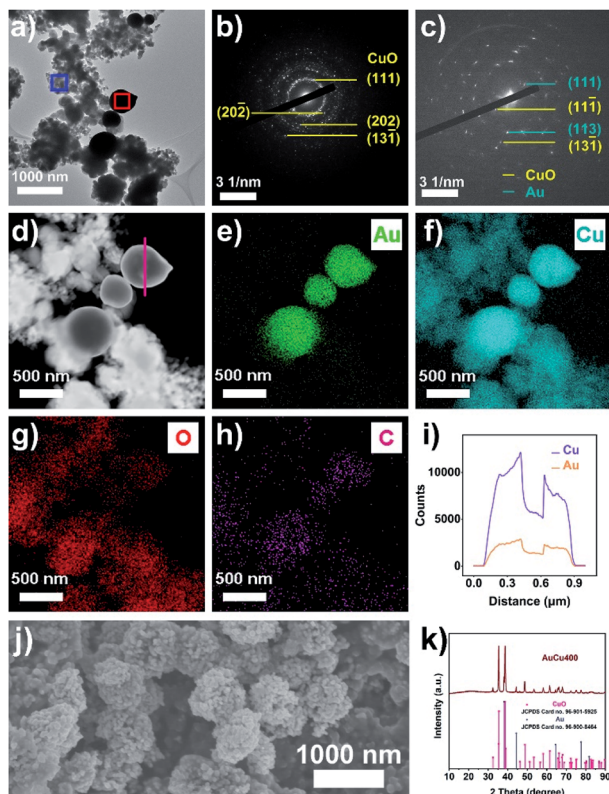 a)
1000 nm
b)
CuO
(111)
(202̄)
(202)
(131̄)
3 1/nm
c)
(111)
(111̄)
(113)
(131̄)
CuO
Au
3 1/nm
d)
500 nm
e)
Au
500 nm
f)
Cu
500 nm
g)
O
500 nm
h)
C
500 nm
i)
Cu
Au
10000
5000
0
Counts
0.0 0.3 0.6 0.9
Distance (μm)
j)
1000 nm
k)
AuCu400
CuO
JCPDS Card no. 96-901-5925
Au
JCPDS Card no. 96-900-8464
Intensity (a.u.)
10 20 30 40 50 60 70 80 90
2 Theta (degree)